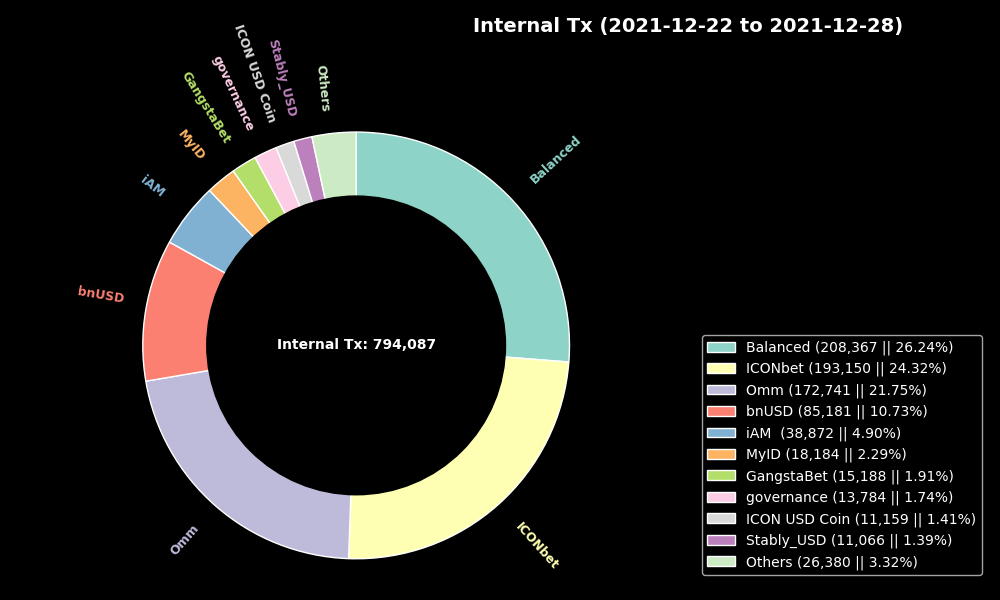 Internal Tx (2021-12-22 to 2021-12-28)
Others
Stably_USD
ICON USD Coin
governance
GangstaBet
MyID
iAM
bnUSD
Omm
ICONbet
Balanced
Internal Tx: 794,087
Balanced (208,367 || 26.24%)
ICONbet (193,150 || 24.32%)
Omm (172,741 || 21.75%)
bnUSD (85,181 || 10.73%)
iAM  (38,872 || 4.90%)
MyID (18,184 || 2.29%)
GangstaBet (15,188 || 1.91%)
governance (13,784 || 1.74%)
ICON USD Coin (11,159 || 1.41%)
Stably_USD (11,066 || 1.39%)
Others (26,380 || 3.32%)